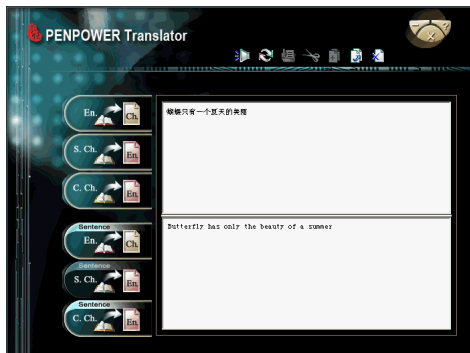 PENPOWER Translator
En. Ch.
S. Ch. En.
C. Ch. En.
Sentence
En. Ch.
Sentence
S. Ch. En.
Sentence
C. Ch. En.
蝴蝶只有一个夏天的美丽
Butterfly has only the beauty of a summer